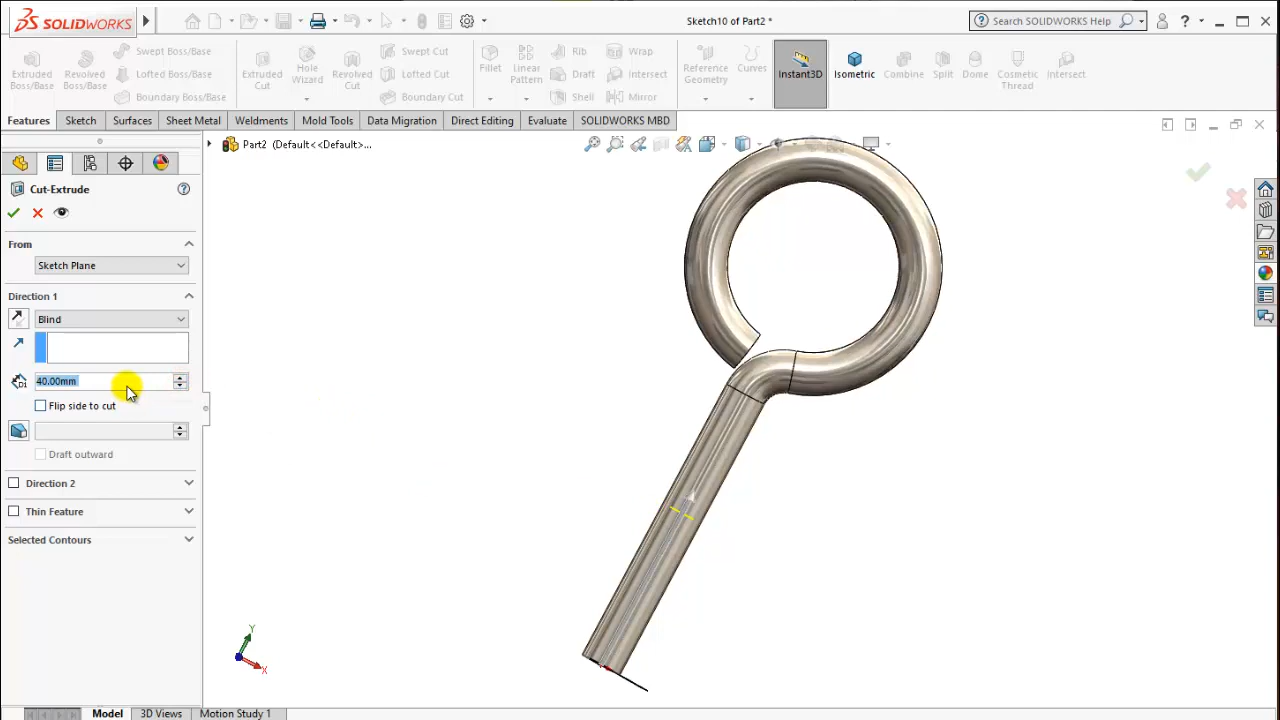 SOLIDWORKS
Sketch10 of Part2 *
Search SOLIDWORKS Help
?
Extruded Boss/Base
Revolved Boss/Base
Swept Boss/Base
Lofted Boss/Base
Boundary Boss/Base
Extruded Cut
Hole Wizard
Revolved Cut
Swept Cut
Lofted Cut
Boundary Cut
Fillet
Linear Pattern
Rib
Draft
Shell
Wrap
Intersect
Mirror
Reference Geometry
Curves
Instant3D
Isometric
Combine
Split
Dome
Cosmetic Thread
Intersect
Features
Sketch
Surfaces
Sheet Metal
Weldments
Mold Tools
Data Migration
Direct Editing
Evaluate
SOLIDWORKS MBD
Part2 (Default<<Default>...
Cut-Extrude
?
From
Sketch Plane
Direction 1
Blind
D1
40.00mm
Flip side to cut
Draft outward
Direction 2
Thin Feature
Selected Contours
Y
X
Model
3D Views
Motion Study 1